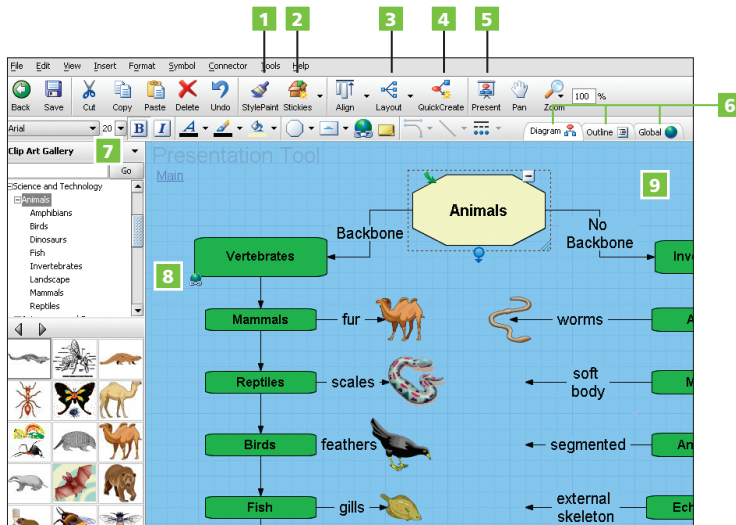 1 2 3 4 5
File Edit View Insert Format Symbol Connector Tools Help
Back Save Cut Copy Paste Delete Undo StylePaint Stickies Align Layout QuickCreate Present Pan Zoom 100 %
6
Arial 20 B I A Diagram Outline Global
7
Clip Art Gallery
Go
Science and Technology
Animals
Amphibians
Birds
Dinosaurs
Fish
Invertebrates
Landscape
Mammals
Reptiles
Presentation Tool
Main
9
Animals
Backbone
No
Backbone
8
Vertebrates
Inv
Mammals fur worms A
Reptiles scales soft
body M
Birds feathers segmented An
Fish gills external
skeleton Ech